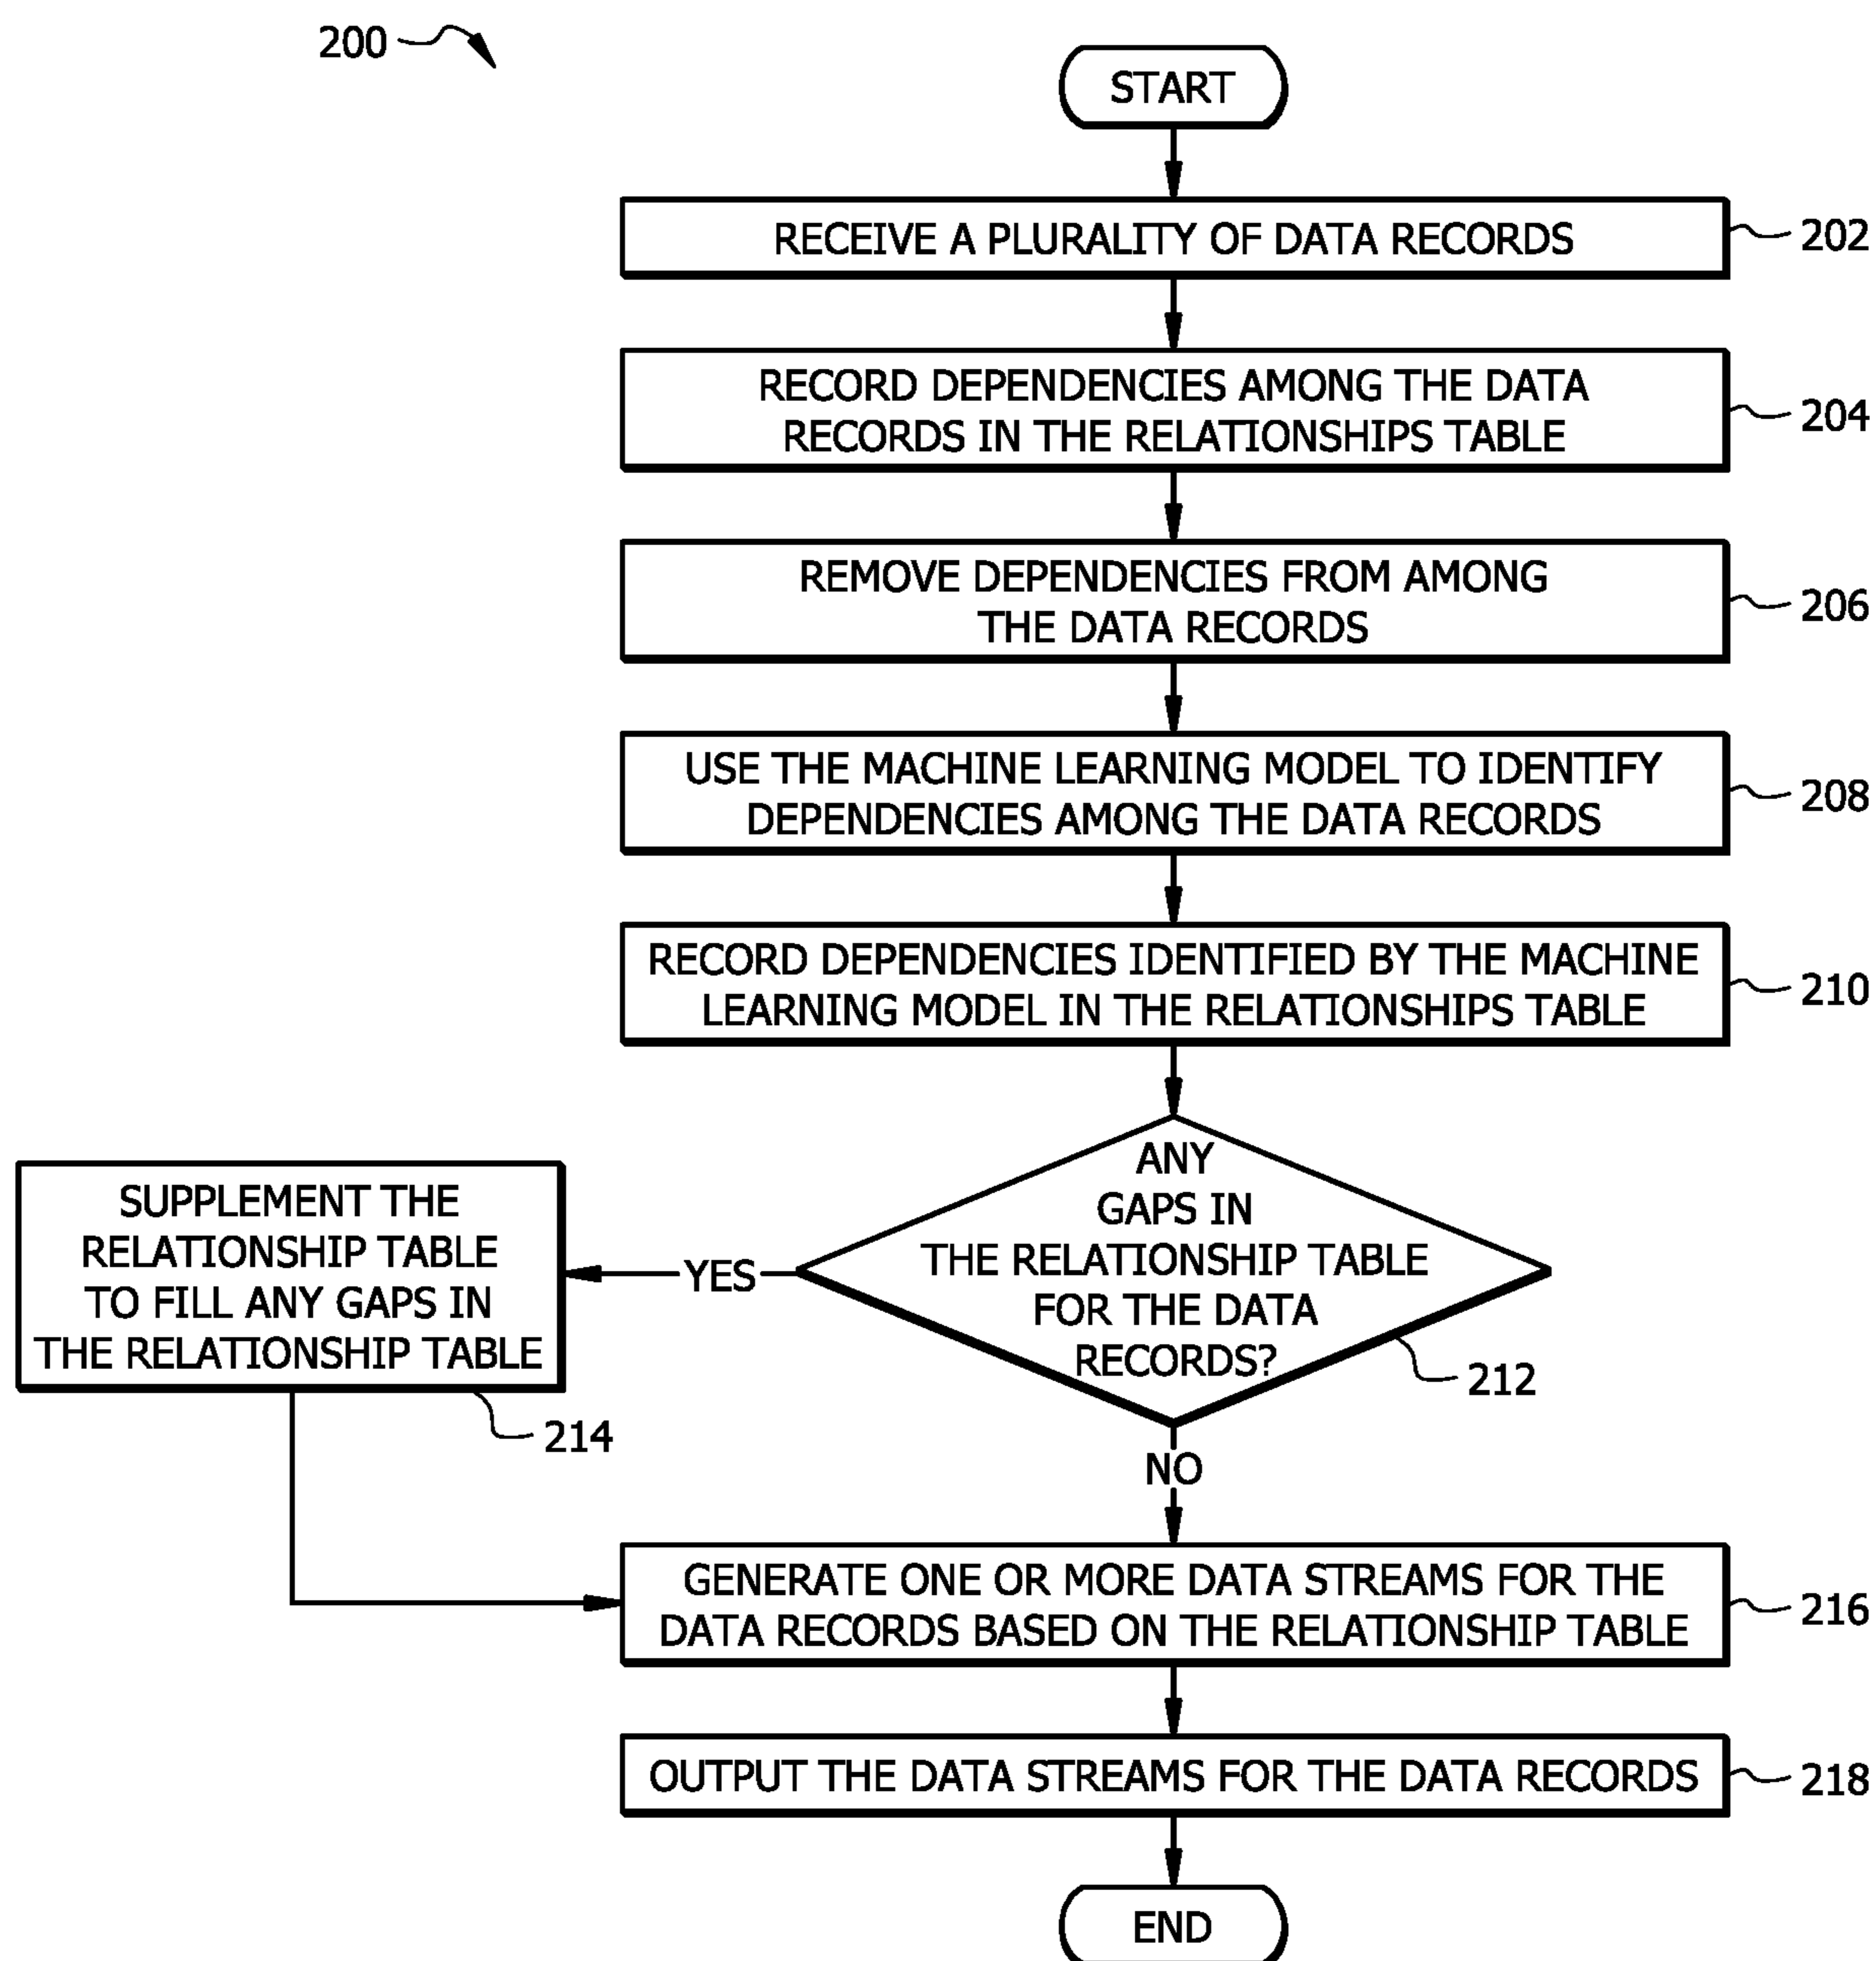 200
START
RECEIVE A PLURALITY OF DATA RECORDS
202
RECORD DEPENDENCIES AMONG THE DATA
RECORDS IN THE RELATIONSHIPS TABLE
204
REMOVE DEPENDENCIES FROM AMONG
THE DATA RECORDS
206
USE THE MACHINE LEARNING MODEL TO IDENTIFY
DEPENDENCIES AMONG THE DATA RECORDS
208
RECORD DEPENDENCIES IDENTIFIED BY THE MACHINE
LEARNING MODEL IN THE RELATIONSHIPS TABLE
210
ANY
GAPS IN
THE RELATIONSHIP TABLE
FOR THE DATA
RECORDS?
212
YES
SUPPLEMENT THE
RELATIONSHIP TABLE
TO FILL ANY GAPS IN
THE RELATIONSHIP TABLE
214
NO
GENERATE ONE OR MORE DATA STREAMS FOR THE
DATA RECORDS BASED ON THE RELATIONSHIP TABLE
216
OUTPUT THE DATA STREAMS FOR THE DATA RECORDS
218
END